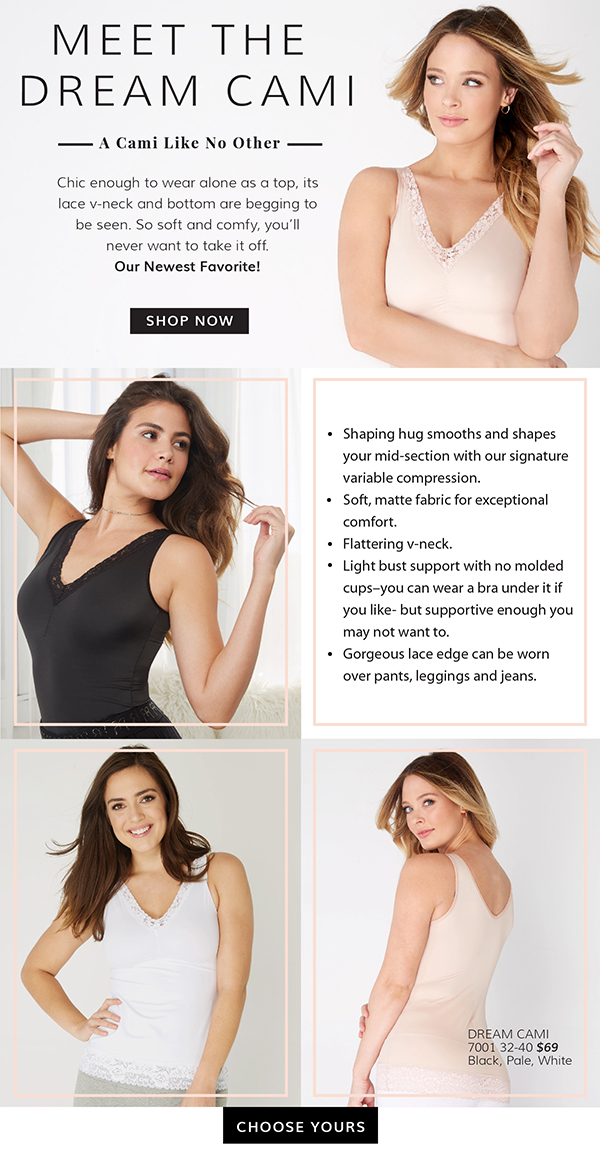 MEET THE
DREAM CAMI
A Cami Like No Other
Chic enough to wear alone as a top, its
lace v-neck and bottom are begging to
be seen. So soft and comfy, you’ll
never want to take it off.
Our Newest Favorite!
SHOP NOW
• Shaping hug smooths and shapes
your mid-section with our signature
variable compression.
• Soft, matte fabric for exceptional
comfort.
• Flattering v-neck.
• Light bust support with no molded
cups–you can wear a bra under it if
you like- but supportive enough you
may not want to.
• Gorgeous lace edge can be worn
over pants, leggings and jeans.
DREAM CAMI
7001 32-40 $69
Black, Pale, White
CHOOSE YOURS